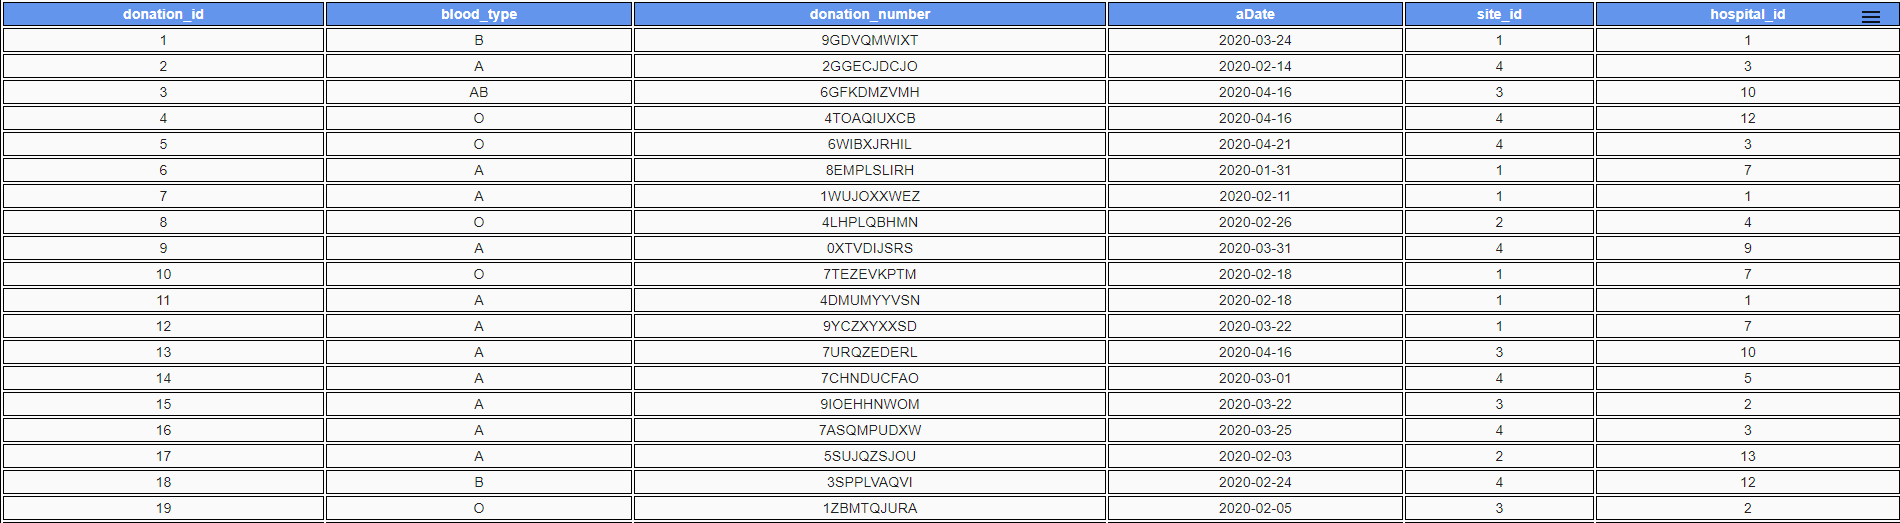 donation_id blood_type donation_number aDate site_id hospital_id
1 B 9GDVQMWIXT 2020-03-24 1 1
2 A 2GGECJDCJO 2020-02-14 4 3
3 AB 6GFKDMZVMH 2020-04-16 3 10
4 O 4TOAQIUXCB 2020-04-16 4 12
5 O 6WIBXJRHIL 2020-04-21 4 3
6 A 8EMPLSLIRH 2020-01-31 1 7
7 A 1WUJOXXWEZ 2020-02-11 1 1
8 O 4LHPLQBHMN 2020-02-26 2 4
9 A 0XTVDIJSRS 2020-03-31 4 9
10 O 7TEZEVKPTM 2020-02-18 1 7
11 A 4DMUMYYVSN 2020-02-18 1 1
12 A 9YCZXYXXSD 2020-03-22 1 7
13 A 7URQZEDERL 2020-04-16 3 10
14 A 7CHNDUCFAO 2020-03-01 4 5
15 A 9IOEHHNWOM 2020-03-22 3 2
16 A 7ASQMPUDXW 2020-03-25 4 3
17 A 5SUJQZSJOU 2020-02-03 2 13
18 B 3SPPLVAQVI 2020-02-24 4 12
19 O 1ZBMTQJURA 2020-02-05 3 2